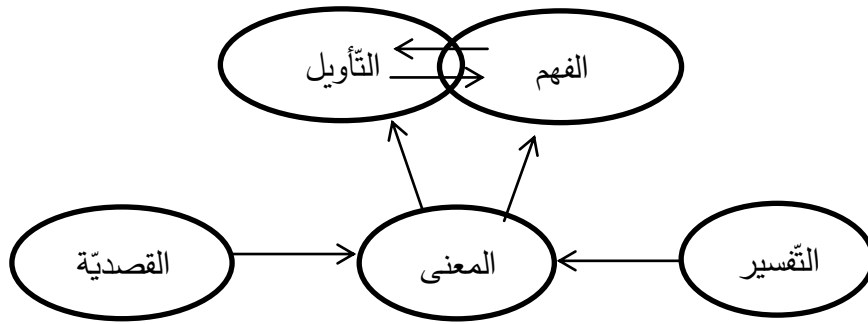 الفهم
التّأويل
التّفسير
المعنى
القصديّة